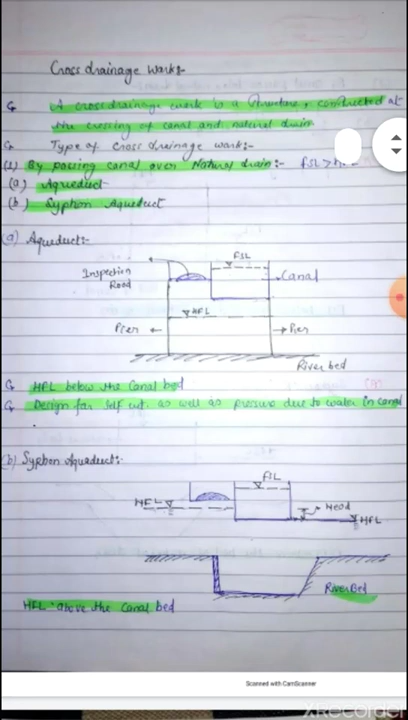 Cross drainage work:-
A cross drainage work is a structure, constructed at
the crossing of canal and natural drain
Type of Cross drainage work:-
(1) By passing canal over Natural drain:- FSL >
(a) Aqueduct
(b) Syphon Aqueduct
(a) Aqueduct:-
FSL
Inspection
Road
Canal
HFL
Pier
Pier
River bed
HFL below the Canal bed
Design for self wt. as well as pressure due to water in canal
(b) Syphon Aqueduct:-
FSL
HFL
Head
HFL
River Bed
HFL above the Canal bed
Scanned with CamScanner
XRecorder